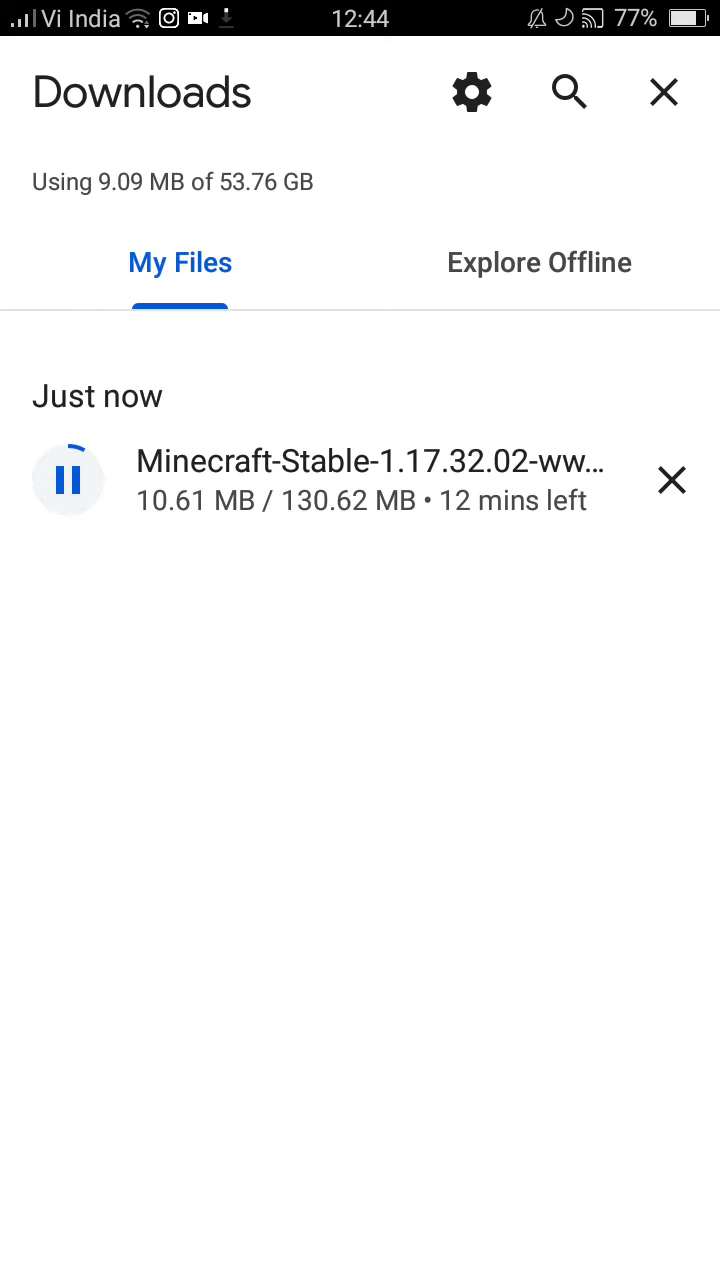 Vi India 12:44 77%
Downloads
Using 9.09 MB of 53.76 GB
My Files Explore Offline
Just now
Minecraft-Stable-1.17.32.02-ww...
10.61 MB / 130.62 MB • 12 mins left